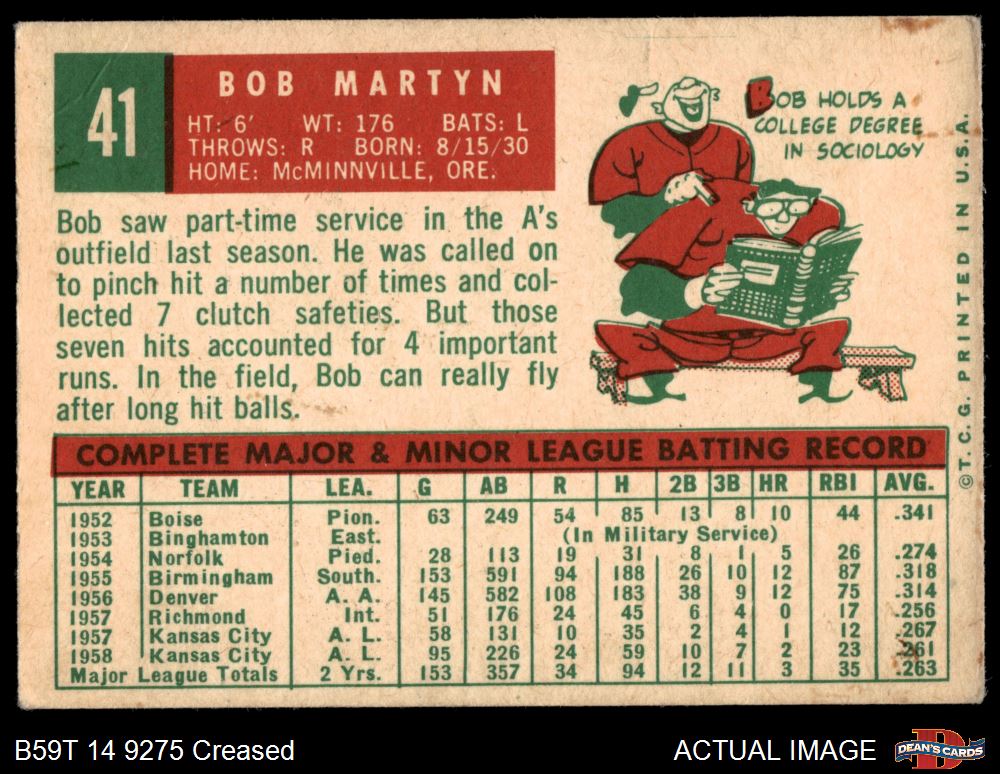 41
BOB MARTYN
HT: 6' WT: 176 BATS: L
THROWS: R BORN: 8/15/30
HOME: McMINNVILLE, ORE.
BOB HOLDS A
COLLEGE DEGREE
IN SOCIOLOGY
Bob saw part-time service in the A's
outfield last season. He was called on
to pinch hit a number of times and col-
lected 7 clutch safeties. But those
seven hits accounted for 4 important
runs. In the field, Bob can really fly
after long hit balls.
©T. C. G. PRINTED IN U.S.A.
COMPLETE MAJOR & MINOR LEAGUE BATTING RECORD
YEAR TEAM LEA. G AB R H 2B 3B HR RBI AVG.
1952 Boise Pion. 63 249 54 85 13 8 10 44 .341
1953 Binghamton East. (In Military Service)
1954 Norfolk Pied. 28 113 19 31 8 1 5 26 .274
1955 Birmingham South. 153 591 94 188 26 10 12 87 .318
1956 Denver A. A. 145 582 108 183 38 9 12 75 .314
1957 Richmond Int. 51 176 24 45 6 4 0 17 .256
1957 Kansas City A. L. 58 131 10 35 2 4 1 12 .267
1958 Kansas City A. L. 95 226 24 59 10 7 2 23 .261
Major League Totals 2 Yrs. 153 357 34 94 12 11 3 35 .263
B59T 14 9275 Creased
ACTUAL IMAGE
DEAN'S CARDS